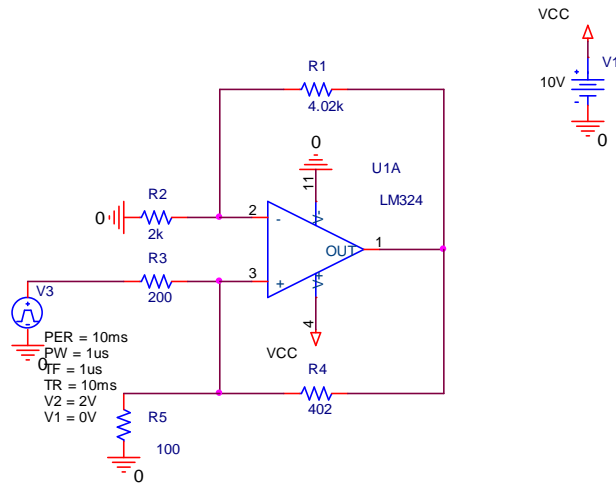 VCC
V1
10V
0
R1
4.02k
0
U1A
LM324
11
V-
R2
2
-
0
2k
OUT
1
R3
3
+
200
V+
V3
4
VCC
0
PER = 10ms
PW = 1us
TF = 1us
TR = 10ms
V2 = 2V
V1 = 0V
R4
402
R5
100
0